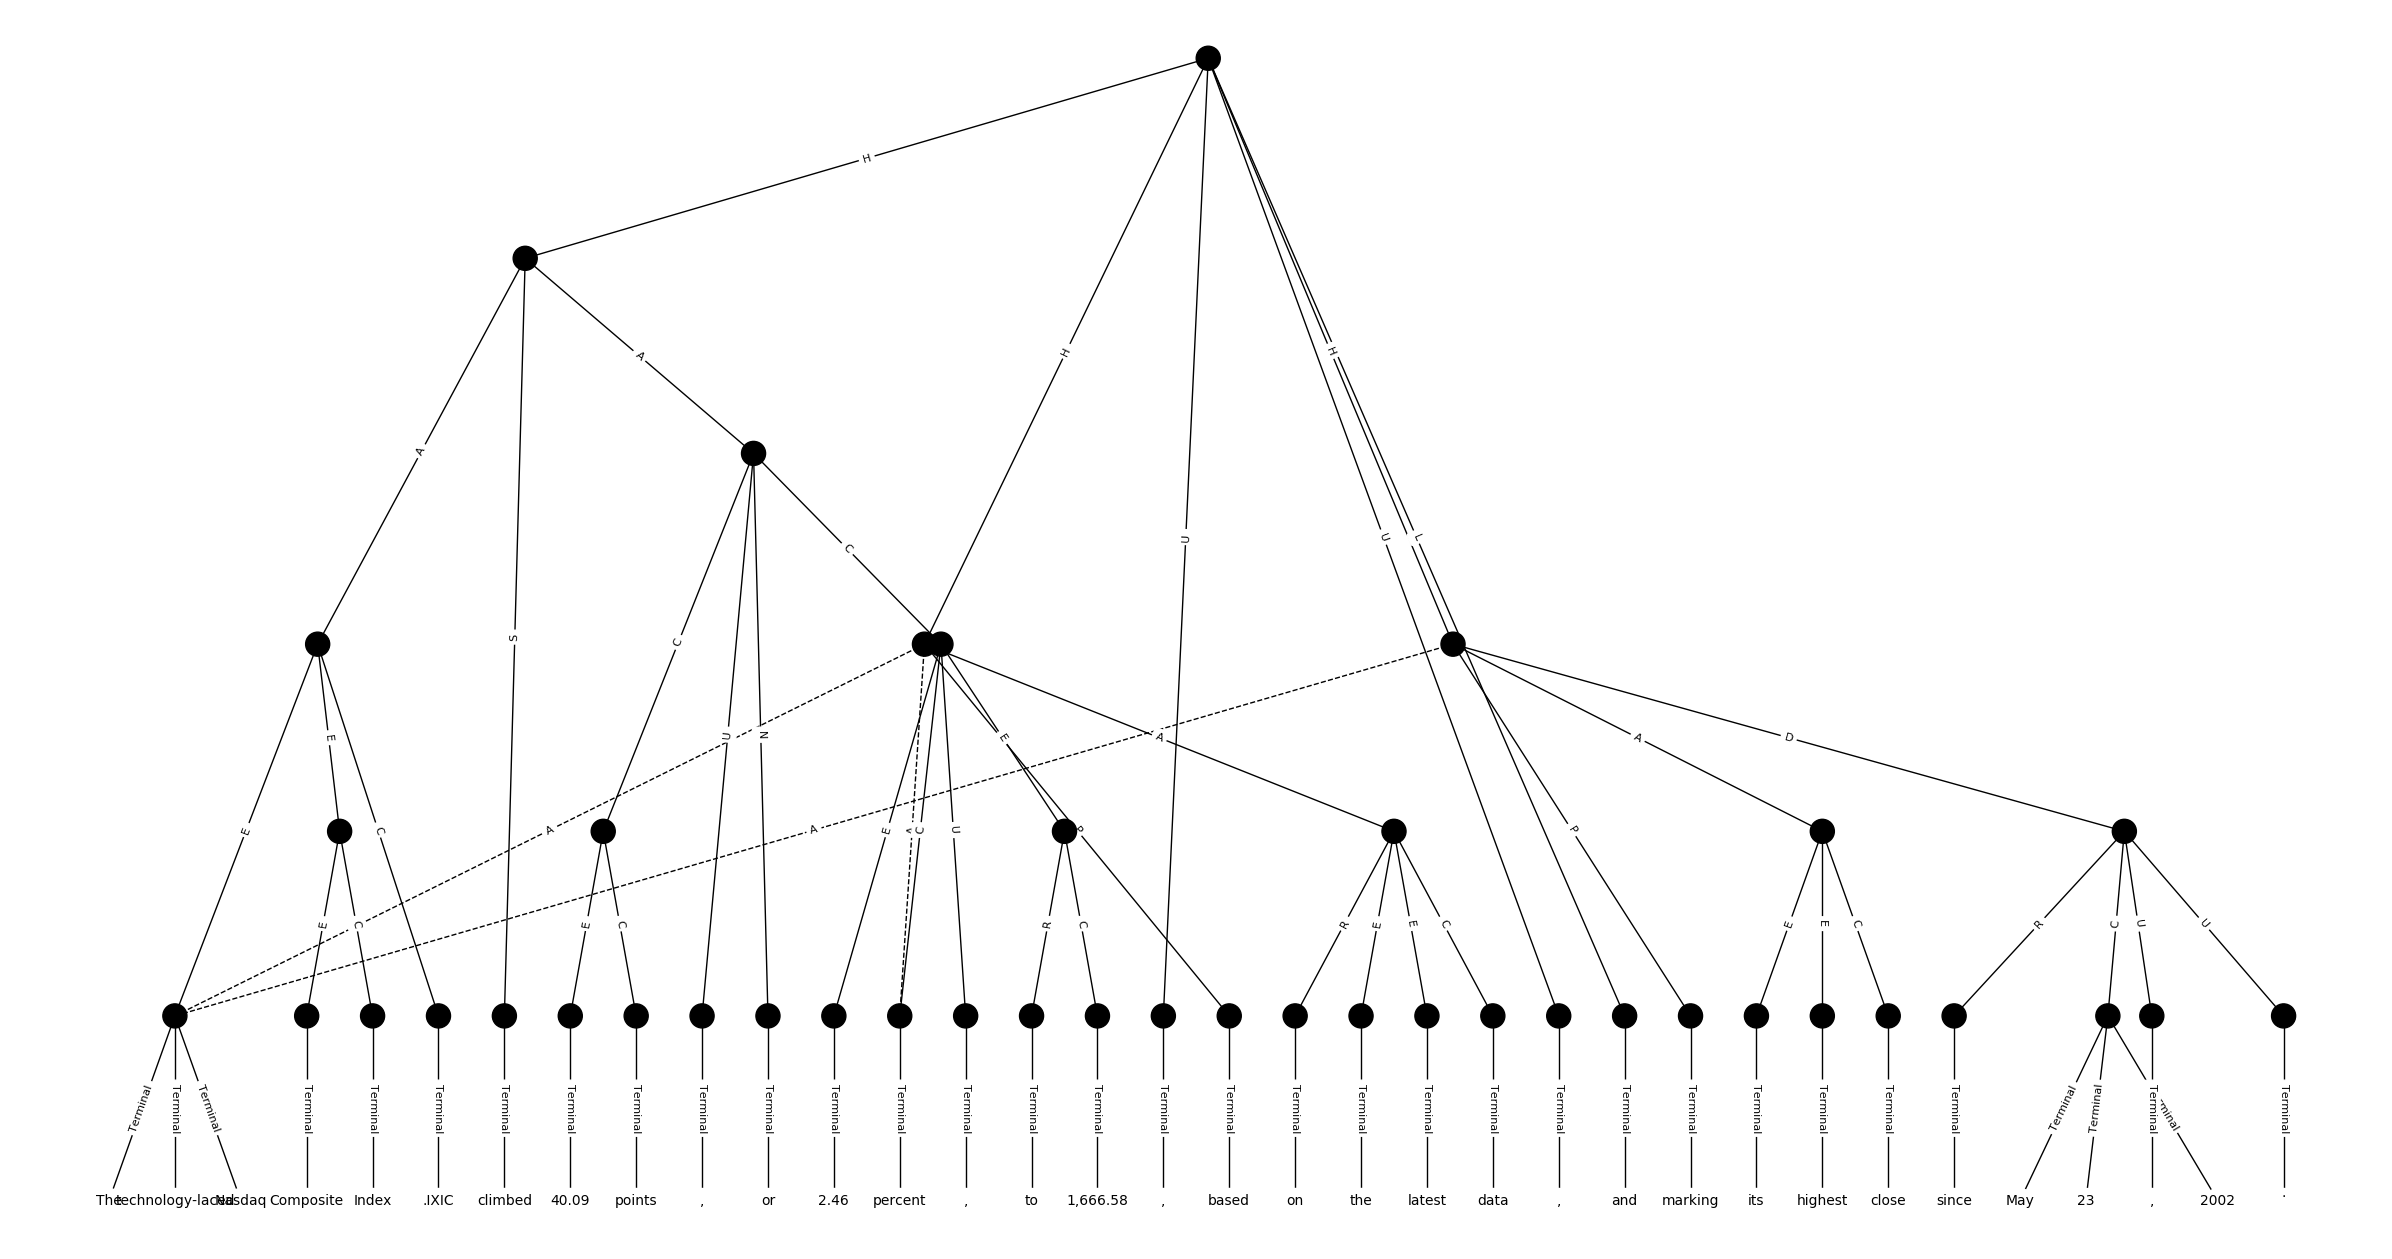 H
A
H
H
A
S
C
U
U
L
C
E
E
C
U
N
E
A
A
D
A
A
E
C
U
P
P
E
C
E
C
R
C
R
E
E
C
E
E
C
R
C
U
U
Terminal Terminal Terminal Terminal Terminal Terminal Terminal Terminal Terminal Terminal Terminal Terminal Terminal Terminal Terminal Terminal Terminal Terminal Terminal Terminal Terminal Terminal Terminal Terminal Terminal Terminal Terminal Terminal Terminal Terminal Terminal Terminal Terminal
The technology-laced Nasdaq Composite Index .IXIC climbed 40.09 points , or 2.46 percent , to 1,666.58 , based on the latest data , and marking its highest close since May 23 , 2002 .